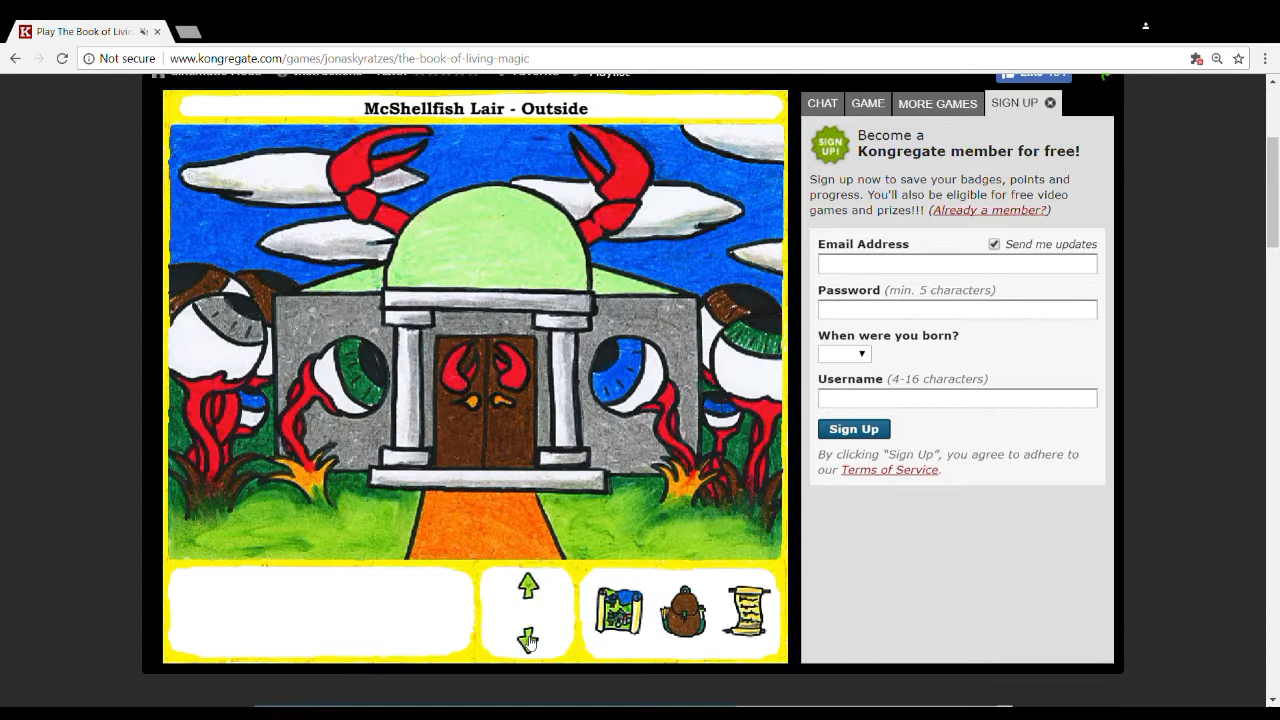 Play The Book of Livin
Not secure
www.kongregate.com/games/jonaskyratzes/the-book-of-living-magic
Playlist
McShellfish Lair - Outside
CHAT
GAME
MORE GAMES
SIGN UP
SIGN UP!
Become a
Kongregate member for free!
Sign up now to save your badges, points and
progress. You'll also be eligible for free video
games and prizes!!! (Already a member?)
Email Address
Send me updates
Password (min. 5 characters)
When were you born?
Username (4-16 characters)
Sign Up
By clicking “Sign Up”, you agree to adhere to
our Terms of Service.